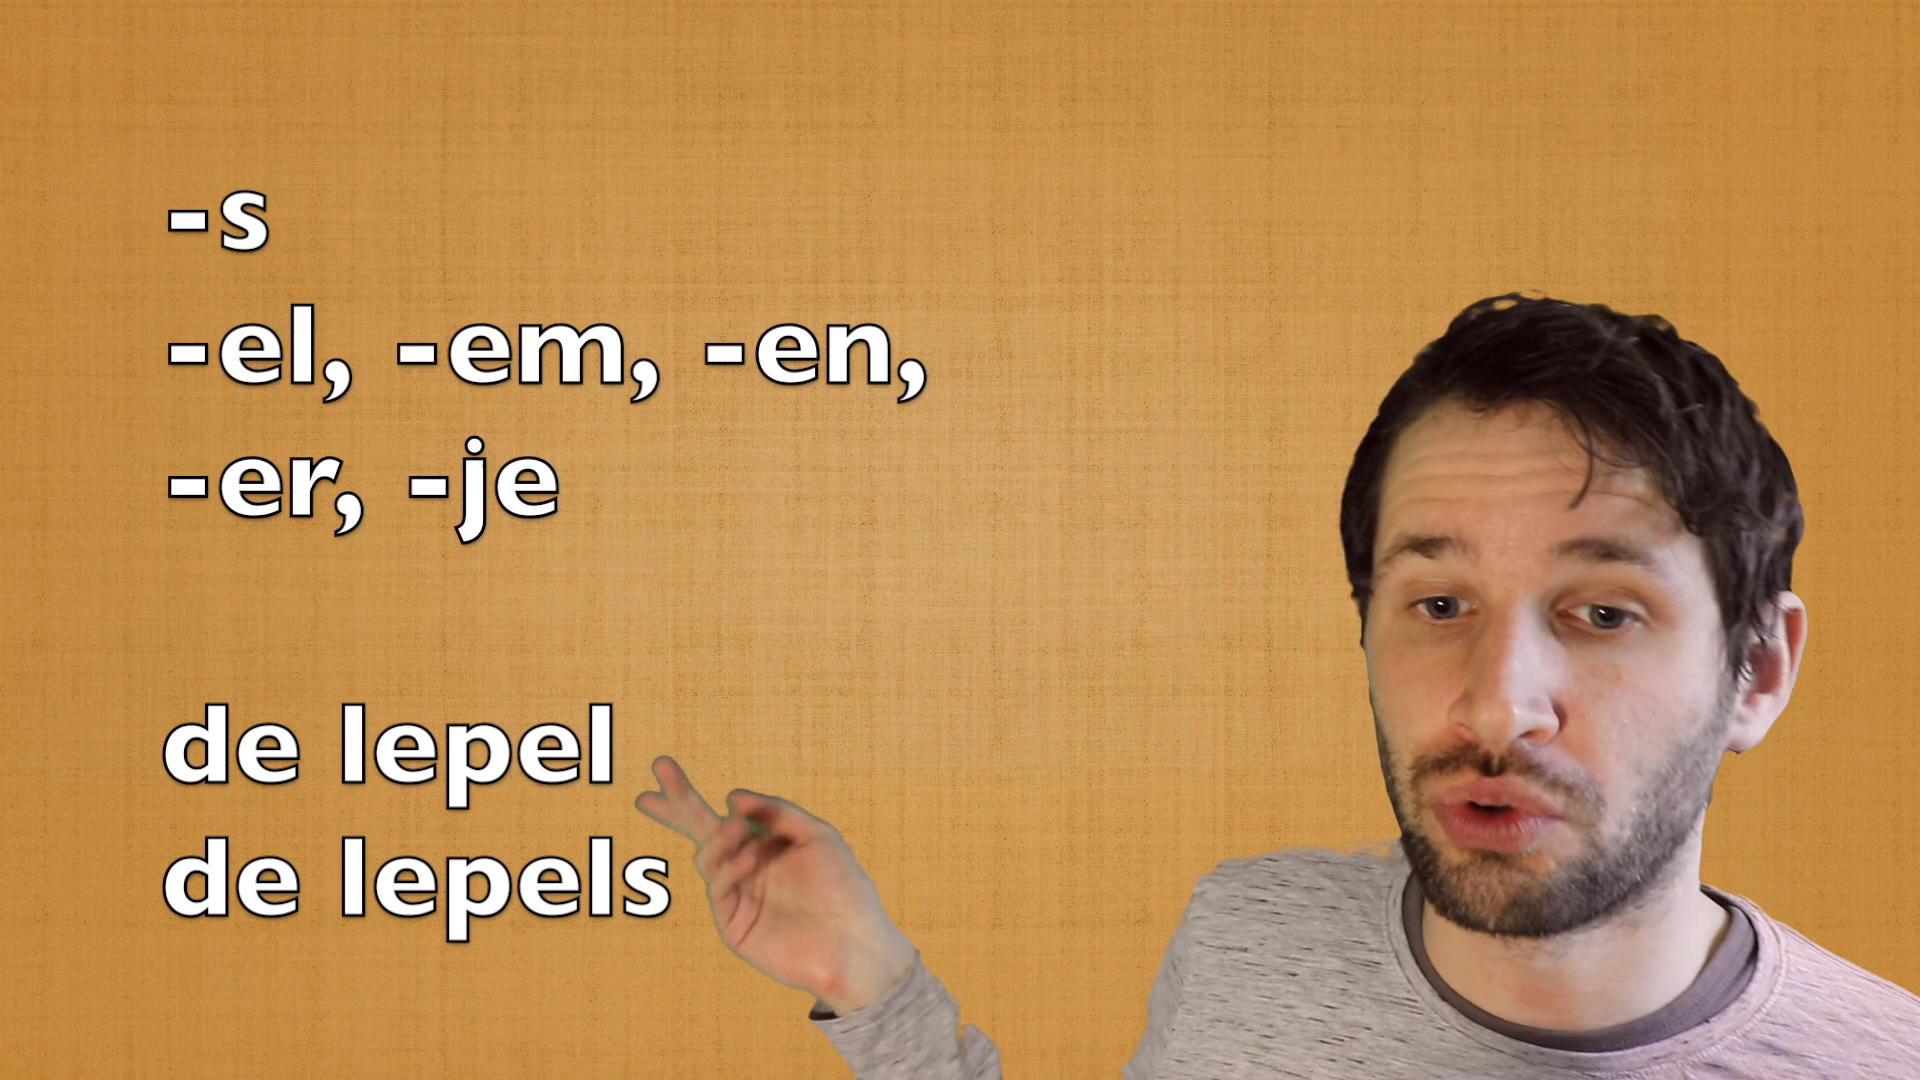 -s
-el, -em, -en,
-er, -je
de lepel
de lepels